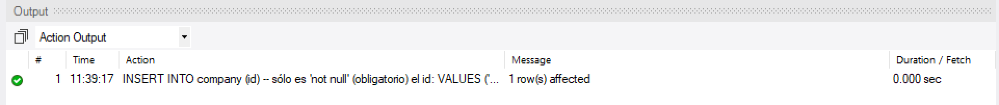 Output
Action Output
# Time Action Message Duration / Fetch
1 11:39:17 INSERT INTO company (id) -- sólo es 'not null' (obligatorio) el id: VALUES ('... 1 row(s) affected 0.000 sec